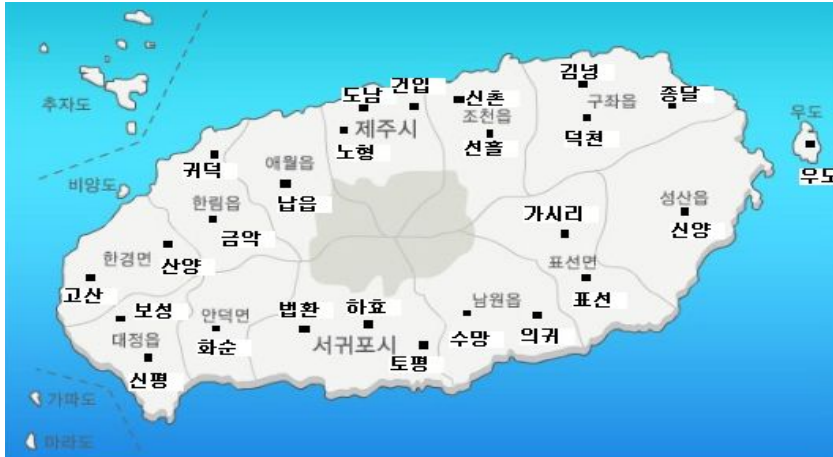 추자도
비양도
귀덕
애월읍
납읍
한림읍
금악
한경면
산양
고산
보성
대정읍
신평
안덕면
화순
가파도
마라도
도남
건입
제주시
노형
신촌
조천읍
선흘
김녕
구좌읍
덕천
종달
우도
우도
성산읍
신양
가시리
표선면
표선
남원읍
수망
의귀
법환
하효
서귀포시
토평